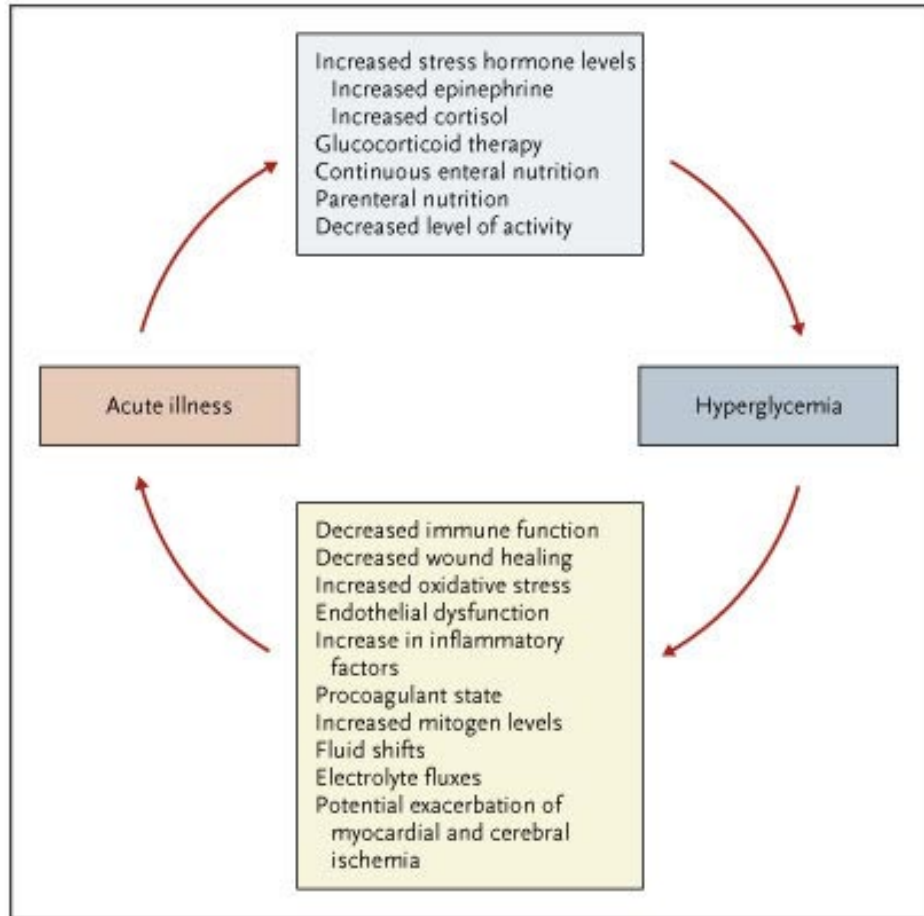 Increased stress hormone levels
Increased epinephrine
Increased cortisol
Glucocorticoid therapy
Continuous enteral nutrition
Parenteral nutrition
Decreased level of activity
Acute illness
Hyperglycemia
Decreased immune function
Decreased wound healing
Increased oxidative stress
Endothelial dysfunction
Increase in inflammatory
factors
Procoagulant state
Increased mitogen levels
Fluid shifts
Electrolyte fluxes
Potential exacerbation of
myocardial and cerebral
ischemia